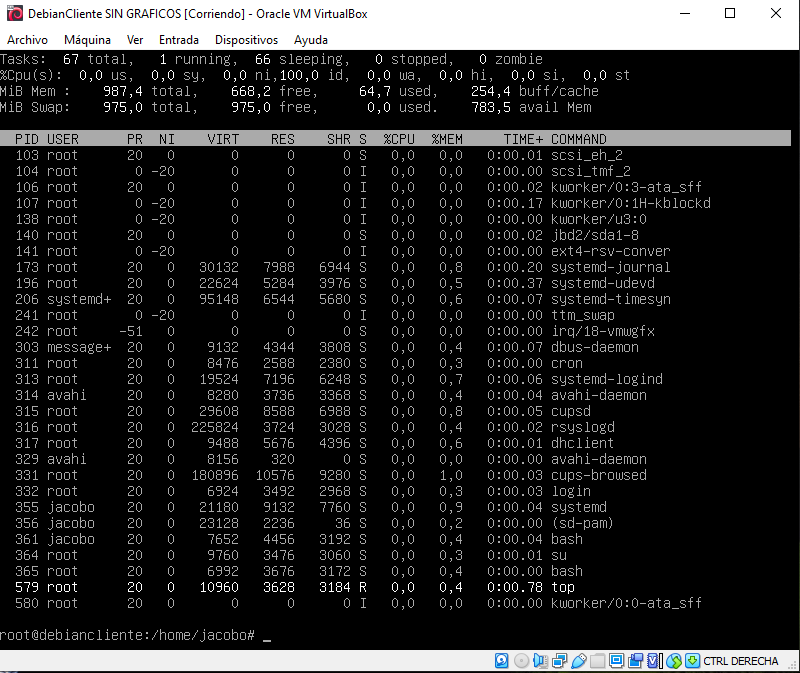 DebianCliente SIN GRAFICOS [Corriendo] - Oracle VM VirtualBox
Archivo Máquina Ver Entrada Dispositivos Ayuda
Tasks: 67 total, 1 running, 66 sleeping, 0 stopped, 0 zombie
%Cpu(s): 0,0 us, 0,0 sy, 0,0 ni,100,0 id, 0,0 wa, 0,0 hi, 0,0 si, 0,0 st
MiB Mem : 987,4 total, 668,2 free, 64,7 used, 254,4 buff/cache
MiB Swap: 975,0 total, 975,0 free, 0,0 used. 783,5 avail Mem
PID USER PR NI VIRT RES SHR S %CPU %MEM TIME+ COMMAND
103 root 20 0 0 0 0 S 0,0 0,0 0:00.01 scsi_eh_2
104 root 0 -20 0 0 0 I 0,0 0,0 0:00.00 scsi_tmf_2
106 root 20 0 0 0 0 I 0,0 0,0 0:00.02 kworker/0:3-ata_sff
107 root 0 -20 0 0 0 I 0,0 0,0 0:00.17 kworker/0:1H-kblockd
138 root 0 -20 0 0 0 I 0,0 0,0 0:00.00 kworker/u3:0
140 root 20 0 0 0 0 S 0,0 0,0 0:00.02 jbd2/sda1-8
141 root 0 -20 0 0 0 I 0,0 0,0 0:00.00 ext4-rsv-conver
173 root 20 0 30132 7988 6944 S 0,0 0,8 0:00.20 systemd-journal
196 root 20 0 22624 5284 3976 S 0,0 0,5 0:00.37 systemd-udevd
206 systemd+ 20 0 95148 6544 5680 S 0,0 0,6 0:00.07 systemd-timesyn
241 root 0 -20 0 0 0 I 0,0 0,0 0:00.00 ttm_swap
242 root -51 0 0 0 0 S 0,0 0,0 0:00.00 irq/18-vmwgfx
303 message+ 20 0 9132 4344 3808 S 0,0 0,4 0:00.07 dbus-daemon
311 root 20 0 8476 2588 2380 S 0,0 0,3 0:00.00 cron
313 root 20 0 19524 7196 6248 S 0,0 0,7 0:00.06 systemd-logind
314 avahi 20 0 8280 3736 3368 S 0,0 0,4 0:00.04 avahi-daemon
315 root 20 0 29608 8588 6988 S 0,0 0,8 0:00.05 cupsd
316 root 20 0 225824 3724 3028 S 0,0 0,4 0:00.02 rsyslogd
317 root 20 0 9488 5676 4396 S 0,0 0,6 0:00.01 dhclient
329 avahi 20 0 8156 320 0 S 0,0 0,0 0:00.00 avahi-daemon
331 root 20 0 180896 10576 9280 S 0,0 1,0 0:00.03 cups-browsed
332 root 20 0 6924 3492 2968 S 0,0 0,3 0:00.03 login
355 jacobo 20 0 21180 9132 7760 S 0,0 0,9 0:00.04 systemd
356 jacobo 20 0 23128 2236 36 S 0,0 0,2 0:00.00 (sd-pam)
361 jacobo 20 0 7652 4456 3192 S 0,0 0,4 0:00.04 bash
364 root 20 0 9760 3476 3060 S 0,0 0,3 0:00.01 su
365 root 20 0 6992 3676 3172 S 0,0 0,4 0:00.00 bash
579 root 20 0 10960 3628 3184 R 0,0 0,4 0:00.78 top
580 root 20 0 0 0 0 I 0,0 0,0 0:00.00 kworker/0:0-ata_sff
root@debiancliente:/home/jacobo# _
CTRL DERECHA